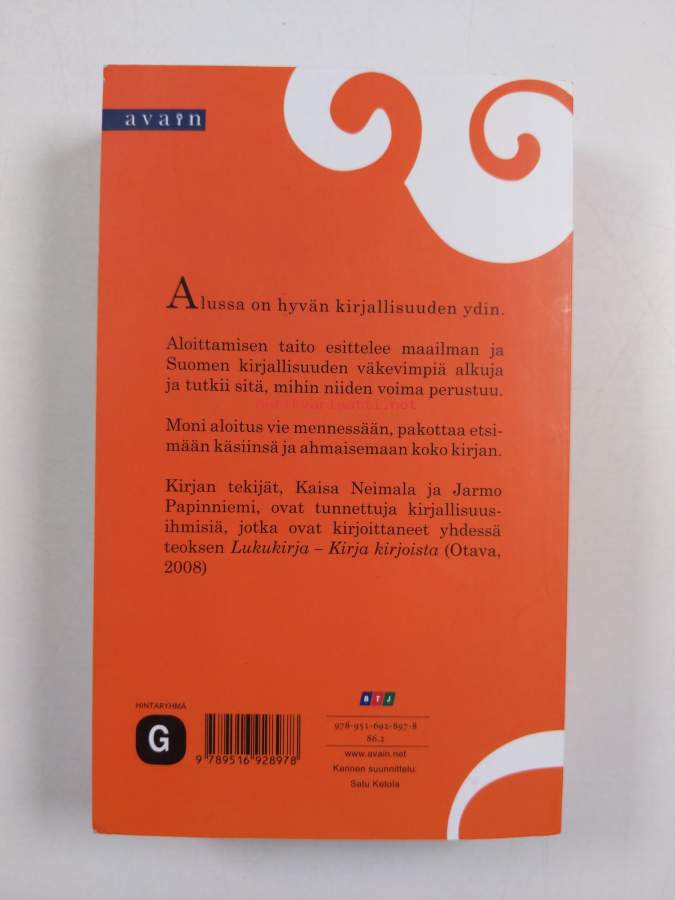 avain
Alussa on hyvän kirjallisuuden ydin.
Aloittamisen taito esittelee maailman ja
Suomen kirjallisuuden väkevimpiä alkuja
ja tutkii sitä, mihin niiden voima perustuu.
antikvariaatti.net
Moni aloitus vie mennessään, pakottaa etsi-
mään käsiinsä ja ahmaisemaan koko kirjan.
Kirjan tekijät, Kaisa Neimala ja Jarmo
Papinniemi, ovat tunnettuja kirjallisuus-
ihmisiä, jotka ovat kirjoittaneet yhdessä
teoksen Lukukirja – Kirja kirjoista (Otava,
2008)
HINTARYHMÄ
G
9 789516 928978
BTJ
978-951-692-897-8
86.2
www.avain.net
Kannen suunnittelu:
Satu Ketola